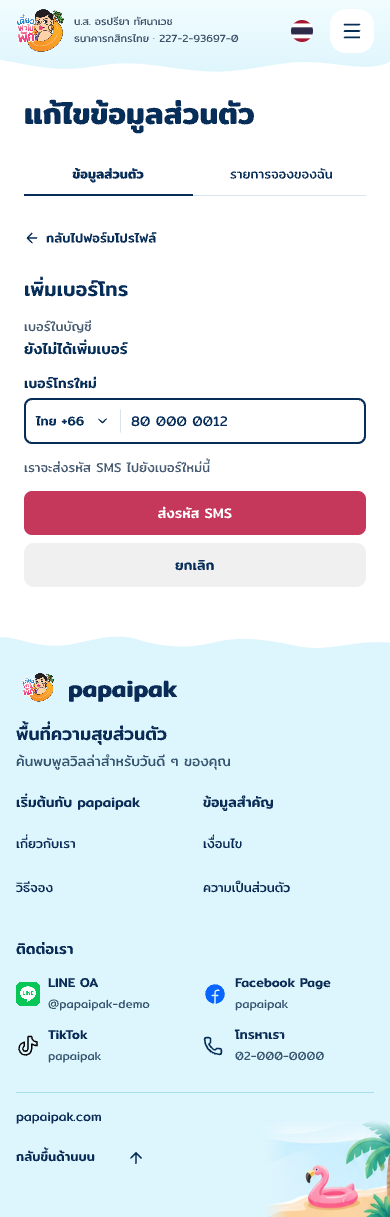 น.ส. อรปรียา ทัศนาเวช
ธนาคารกสิกรไทย · 227-2-93697-0
แก้ไขข้อมูลส่วนตัว
ข้อมูลส่วนตัว
รายการจองของฉัน
กลับไปฟอร์มโปรไฟล์
เพิ่มเบอร์โทร
เบอร์ในบัญชี
ยังไม่ได้เพิ่มเบอร์
เบอร์โทรใหม่
ไทย +66 80 000 0012
เราจะส่งรหัส SMS ไปยังเบอร์ใหม่นี้
ส่งรหัส SMS
ยกเลิก
papaipak
พื้นที่ความสุขส่วนตัว
ค้นพบพูลวิลล่าสำหรับวันดี ๆ ของคุณ
เริ่มต้นกับ papaipak
ข้อมูลสำคัญ
เกี่ยวกับเรา
เงื่อนไข
วิธีจอง
ความเป็นส่วนตัว
ติดต่อเรา
LINE OA
@papaipak-demo
Facebook Page
papaipak
TikTok
papaipak
โทรหาเรา
02-000-0000
papaipak.com
กลับขึ้นด้านบน